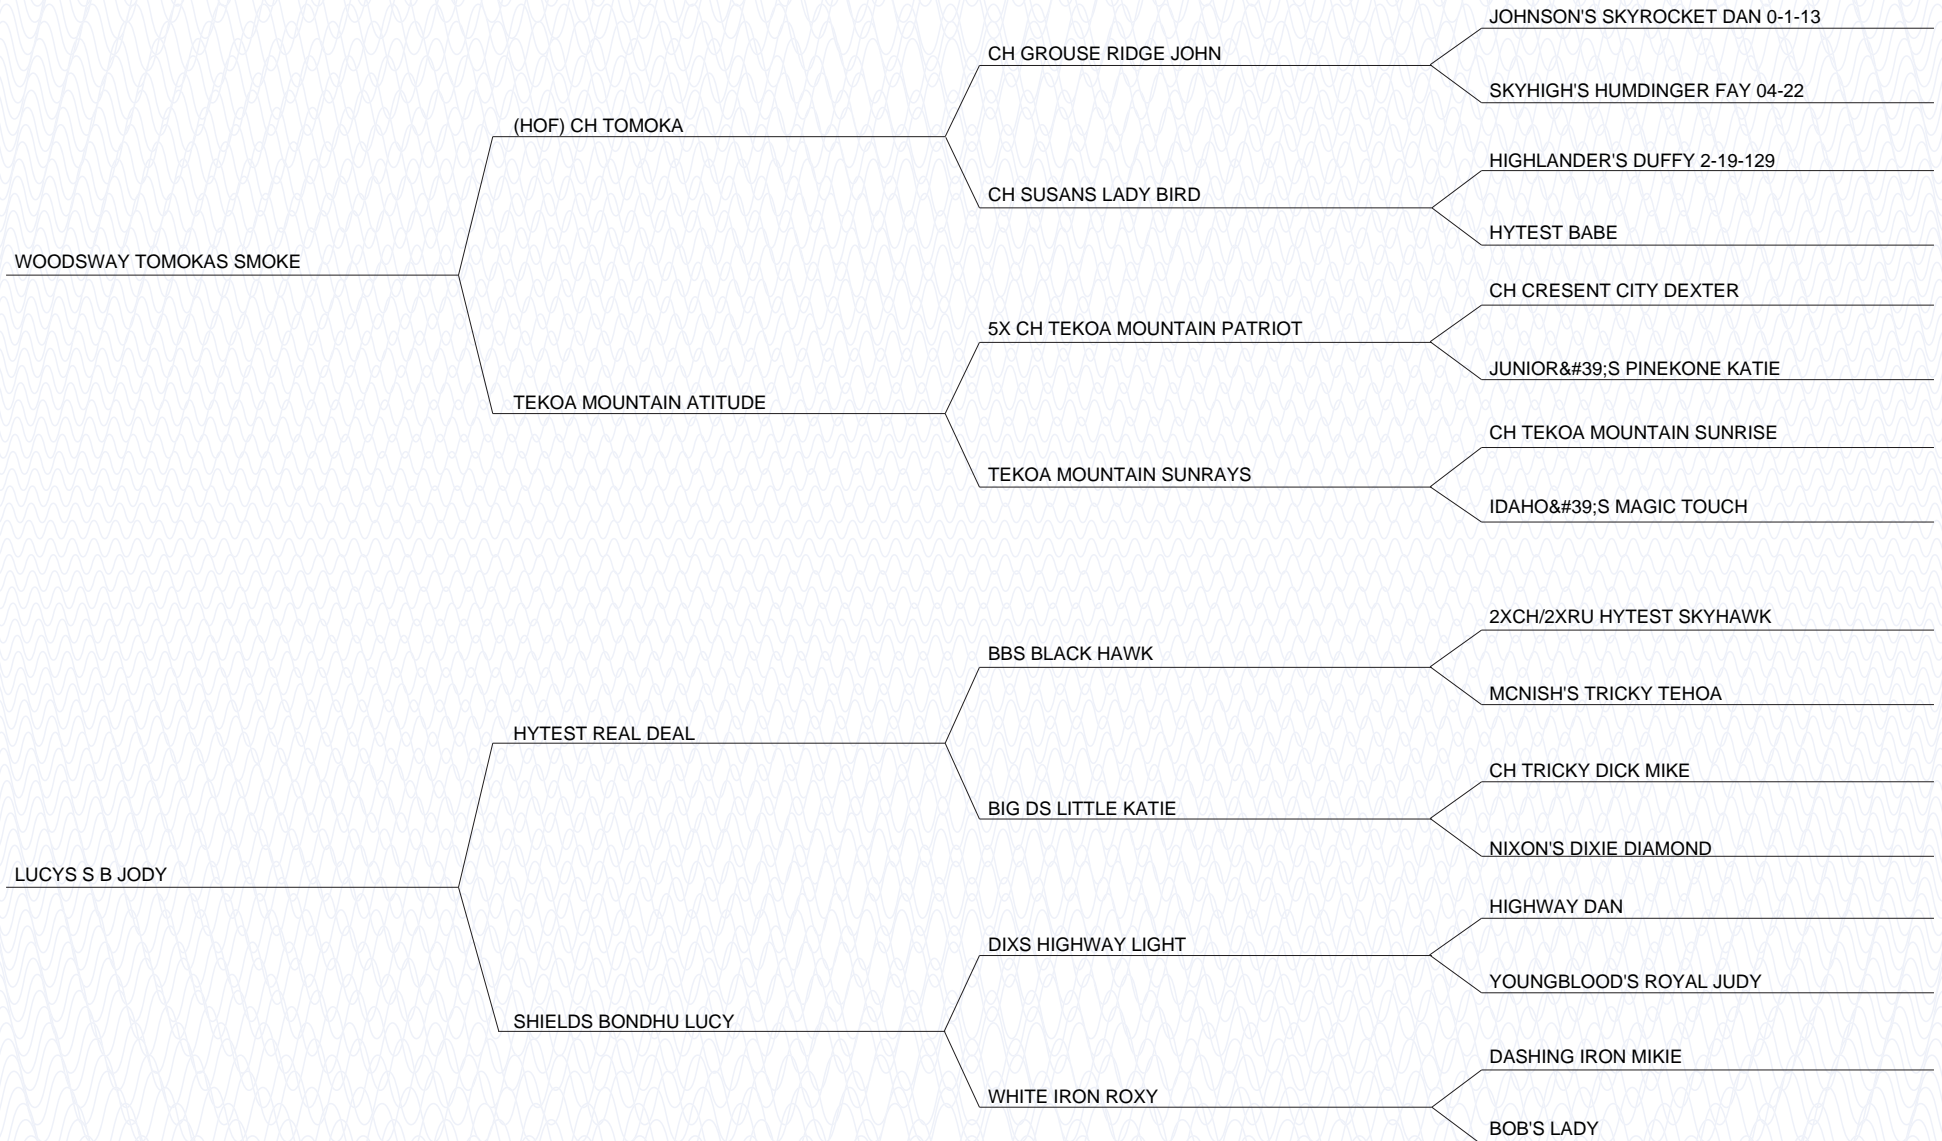 JOHNSON'S SKYROCKET DAN 0-1-13
CH GROUSE RIDGE JOHN
SKYHIGH'S HUMDINGER FAY 04-22
(HOF) CH TOMOKA
HIGHLANDER'S DUFFY 2-19-129
CH SUSANS LADY BIRD
HYTEST BABE
WOODSWAY TOMOKAS SMOKE
CH CRESENT CITY DEXTER
5X CH TEKOA MOUNTAIN PATRIOT
JUNIOR&#39;S PINEKONE KATIE
TEKOA MOUNTAIN ATITUDE
CH TEKOA MOUNTAIN SUNRISE
TEKOA MOUNTAIN SUNRAYS
IDAHO&#39;S MAGIC TOUCH
2XCH/2XRU HYTEST SKYHAWK
BBS BLACK HAWK
MCNISH'S TRICKY TEHOA
HYTEST REAL DEAL
CH TRICKY DICK MIKE
BIG DS LITTLE KATIE
NIXON'S DIXIE DIAMOND
LUCYS S B JODY
HIGHWAY DAN
DIXS HIGHWAY LIGHT
YOUNGBLOOD'S ROYAL JUDY
SHIELDS BONDHU LUCY
DASHING IRON MIKIE
WHITE IRON ROXY
BOB'S LADY